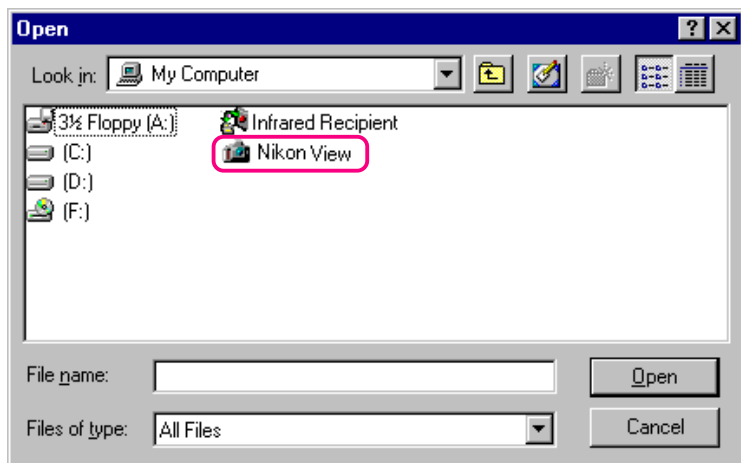 Open
Look in: My Computer
3½ Floppy (A:) Infrared Recipient
(C:) Nikon View
(D:)
(F:)
File name: Open
Files of type: All Files Cancel